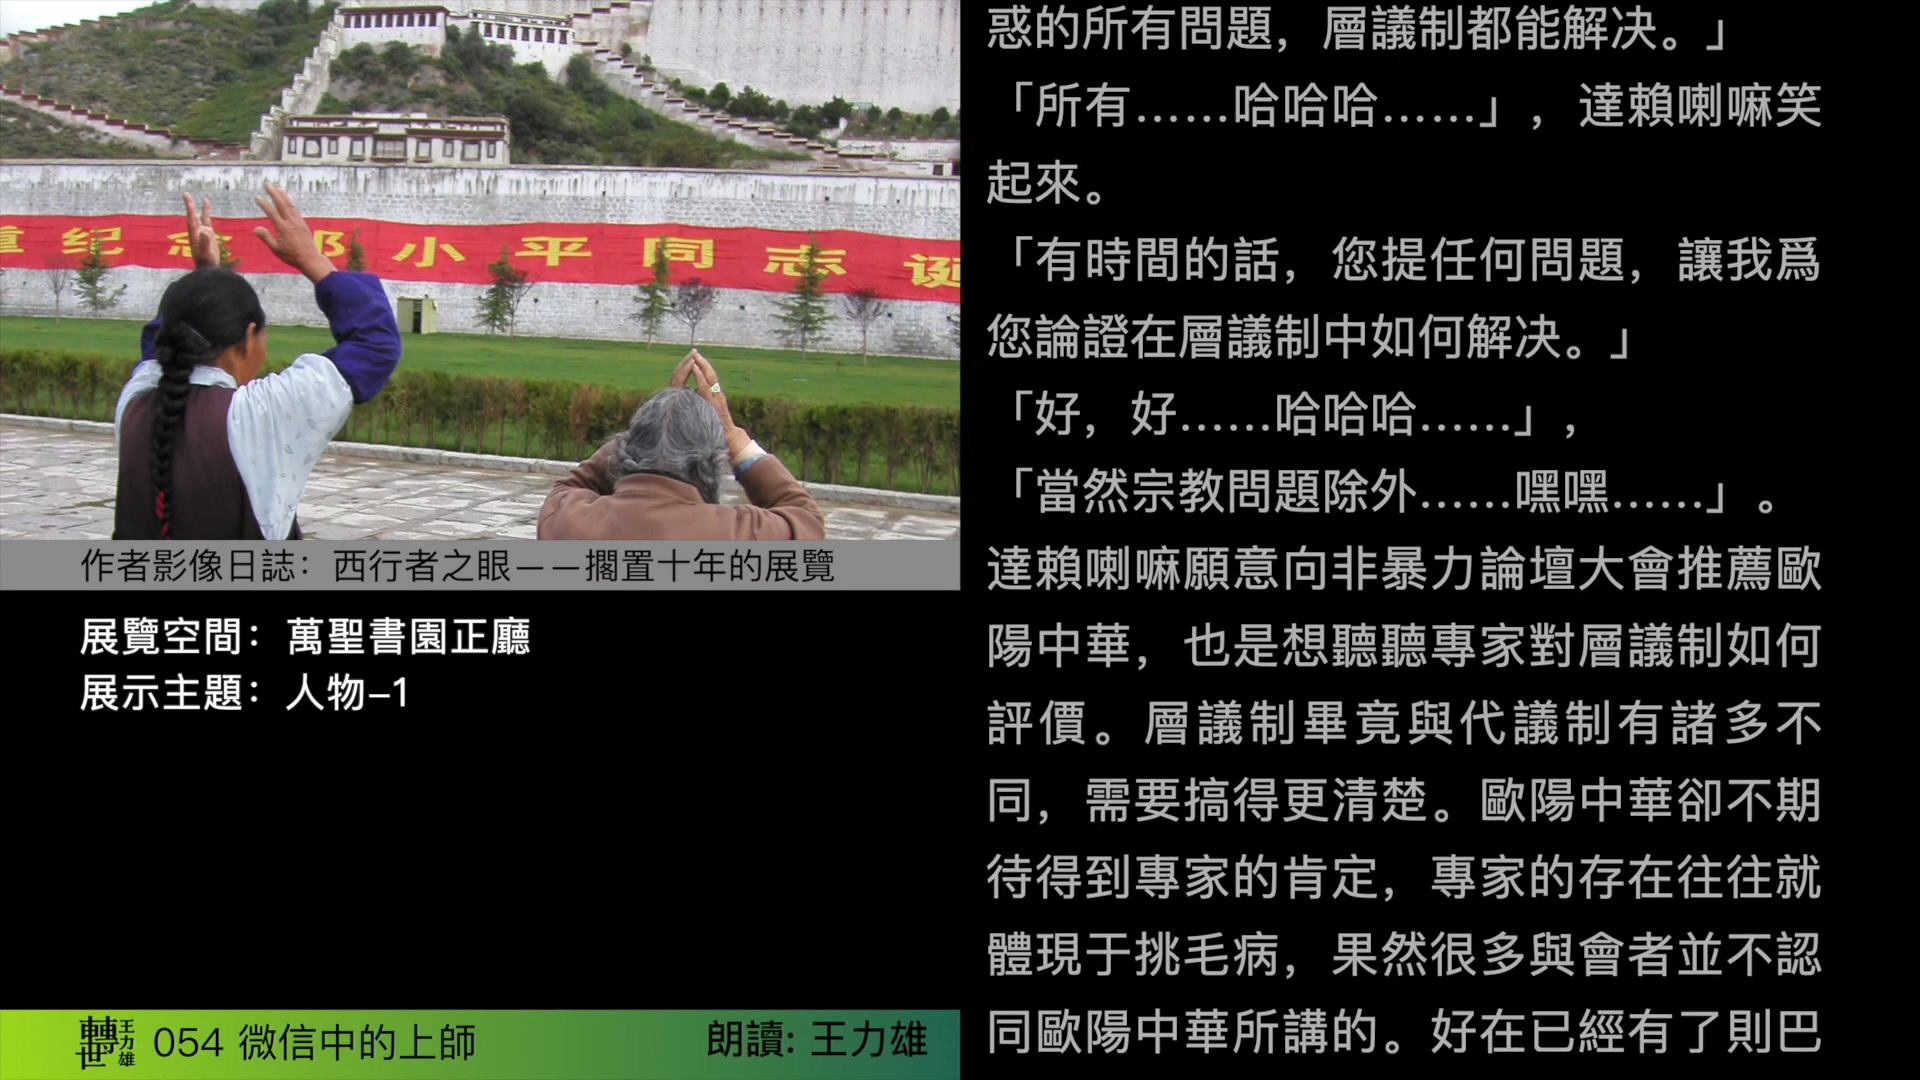 重纪念邓小平同志诞
作者影像日誌：西行者之眼——擱置十年的展覽
展覽空間：萬聖書園正廳
展示主題：人物–1
轉世
王力雄
054 微信中的上師
朗讀: 王力雄
惑的所有問題，層議制都能解決。」
「所有……哈哈哈……」，達賴喇嘛笑
起來。
「有時間的話，您提任何問題，讓我爲
您論證在層議制中如何解決。」
「好，好……哈哈哈……」，
「當然宗教問題除外……嘿嘿……」。
達賴喇嘛願意向非暴力論壇大會推薦歐
陽中華，也是想聽聽專家對層議制如何
評價。層議制畢竟與代議制有諸多不
同，需要搞得更清楚。歐陽中華卻不期
待得到專家的肯定，專家的存在往往就
體現于挑毛病，果然很多與會者並不認
同歐陽中華所講的。好在已經有了則巴